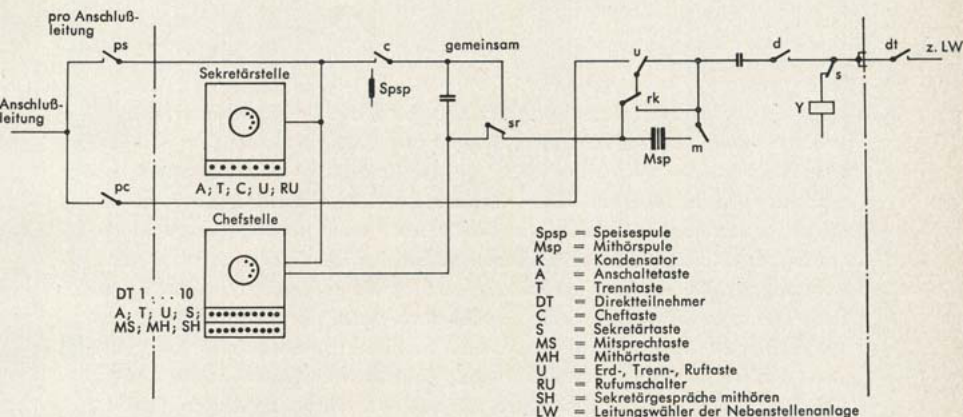 pro Anschluß-
leitung
ps
c
gemeinsam
u
d
dt
z. LW
Sekretärstelle
Spsp
s
Anschluß-
leitung
rk
Y
sr
m
Msp
A; T; C; U; RU
pc
Chefstelle
DT 1 . . . 10
A; T; U; S;
MS; MH; SH
Spsp = Speisespule
Msp = Mithörspule
K = Kondensator
A = Anschaltetaste
T = Trenntaste
DT = Direktteilnehmer
C = Cheftaste
S = Sekretärtaste
MS = Mitsprechtaste
MH = Mithörtaste
U = Erd-, Trenn-, Ruftaste
RU = Rufumschalter
SH = Sekretärgespräche mithören
LW = Leitungswähler der Nebenstellenanlage